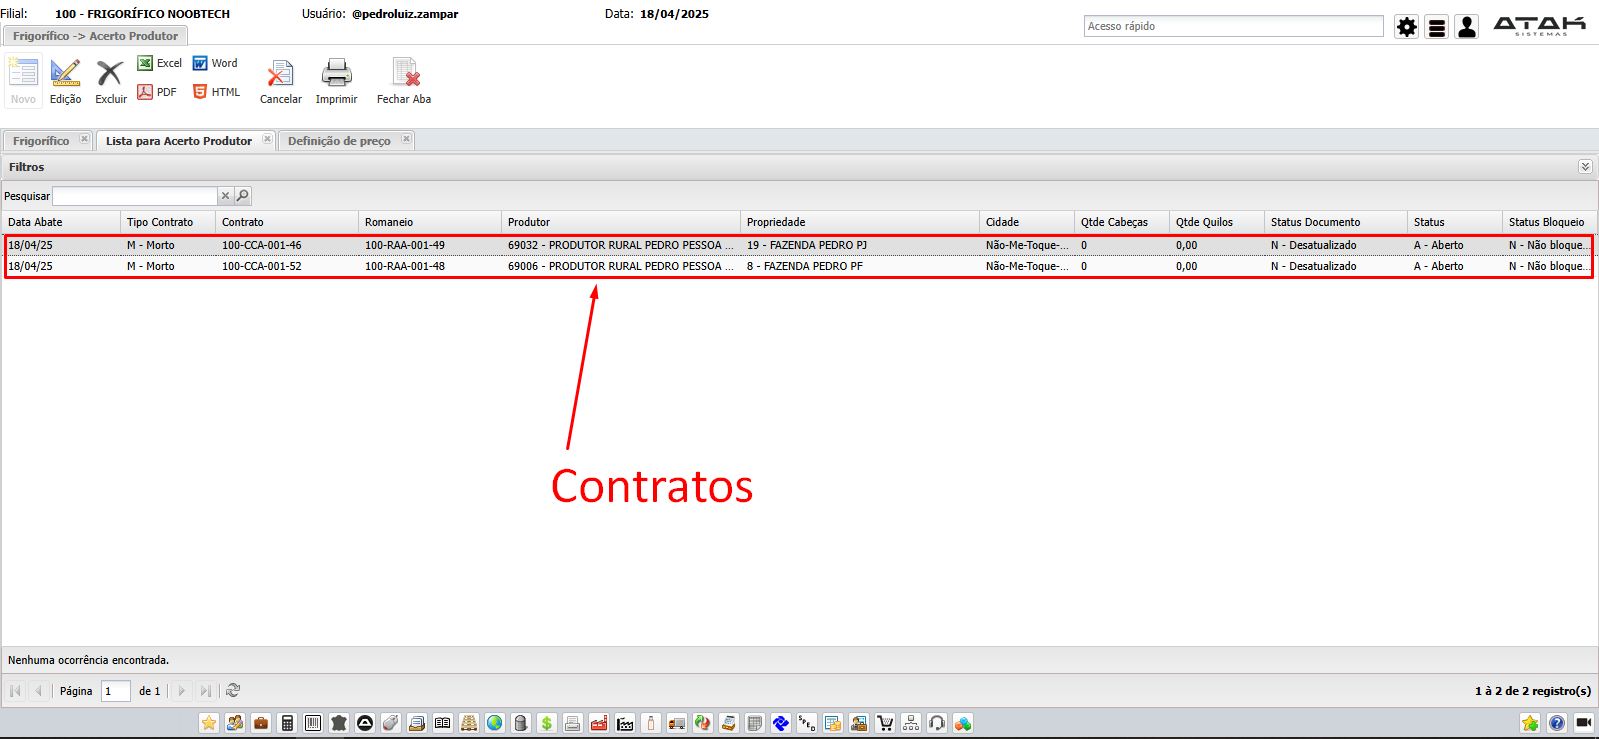 Filial: 100 - FRIGORÍFICO NOOBTECH Usuário: @pedroluiz.zampar Data: 18/04/2025
Acesso rápido
ATAK
SISTEMAS
Frigorífico -> Acerto Produtor
Novo
Edição
Excluir
Excel
Word
PDF
HTML
Cancelar
Imprimir
Fechar Aba
Frigorífico
Lista para Acerto Produtor
Definição de preço
Filtros
Pesquisar
Data Abate Tipo Contrato Contrato Romaneio Produtor Propriedade Cidade Qtde Cabeças Qtde Quilos Status Documento Status Status Bloqueio
18/04/25 M - Morto 100-CCA-001-46 100-RAA-001-49 69032 - PRODUTOR RURAL PEDRO PESSOA ... 19 - FAZENDA PEDRO PJ Não-Me-Toque-... 0 0,00 N - Desatualizado A - Aberto N - Não bloque...
18/04/25 M - Morto 100-CCA-001-52 100-RAA-001-48 69006 - PRODUTOR RURAL PEDRO PESSOA ... 8 - FAZENDA PEDRO PF Não-Me-Toque-... 0 0,00 N - Desatualizado A - Aberto N - Não bloque...
Contratos
Nenhuma ocorrência encontrada.
Página 1 de 1
1 à 2 de 2 registro(s)